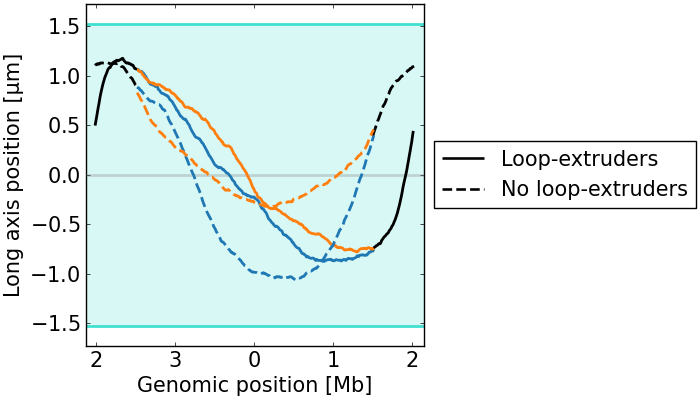 1.5
1.0
0.5
0.0
−0.5
−1.0
−1.5
Long axis position [µm]
2 3 0 1 2
Genomic position [Mb]
Loop-extruders
No loop-extruders